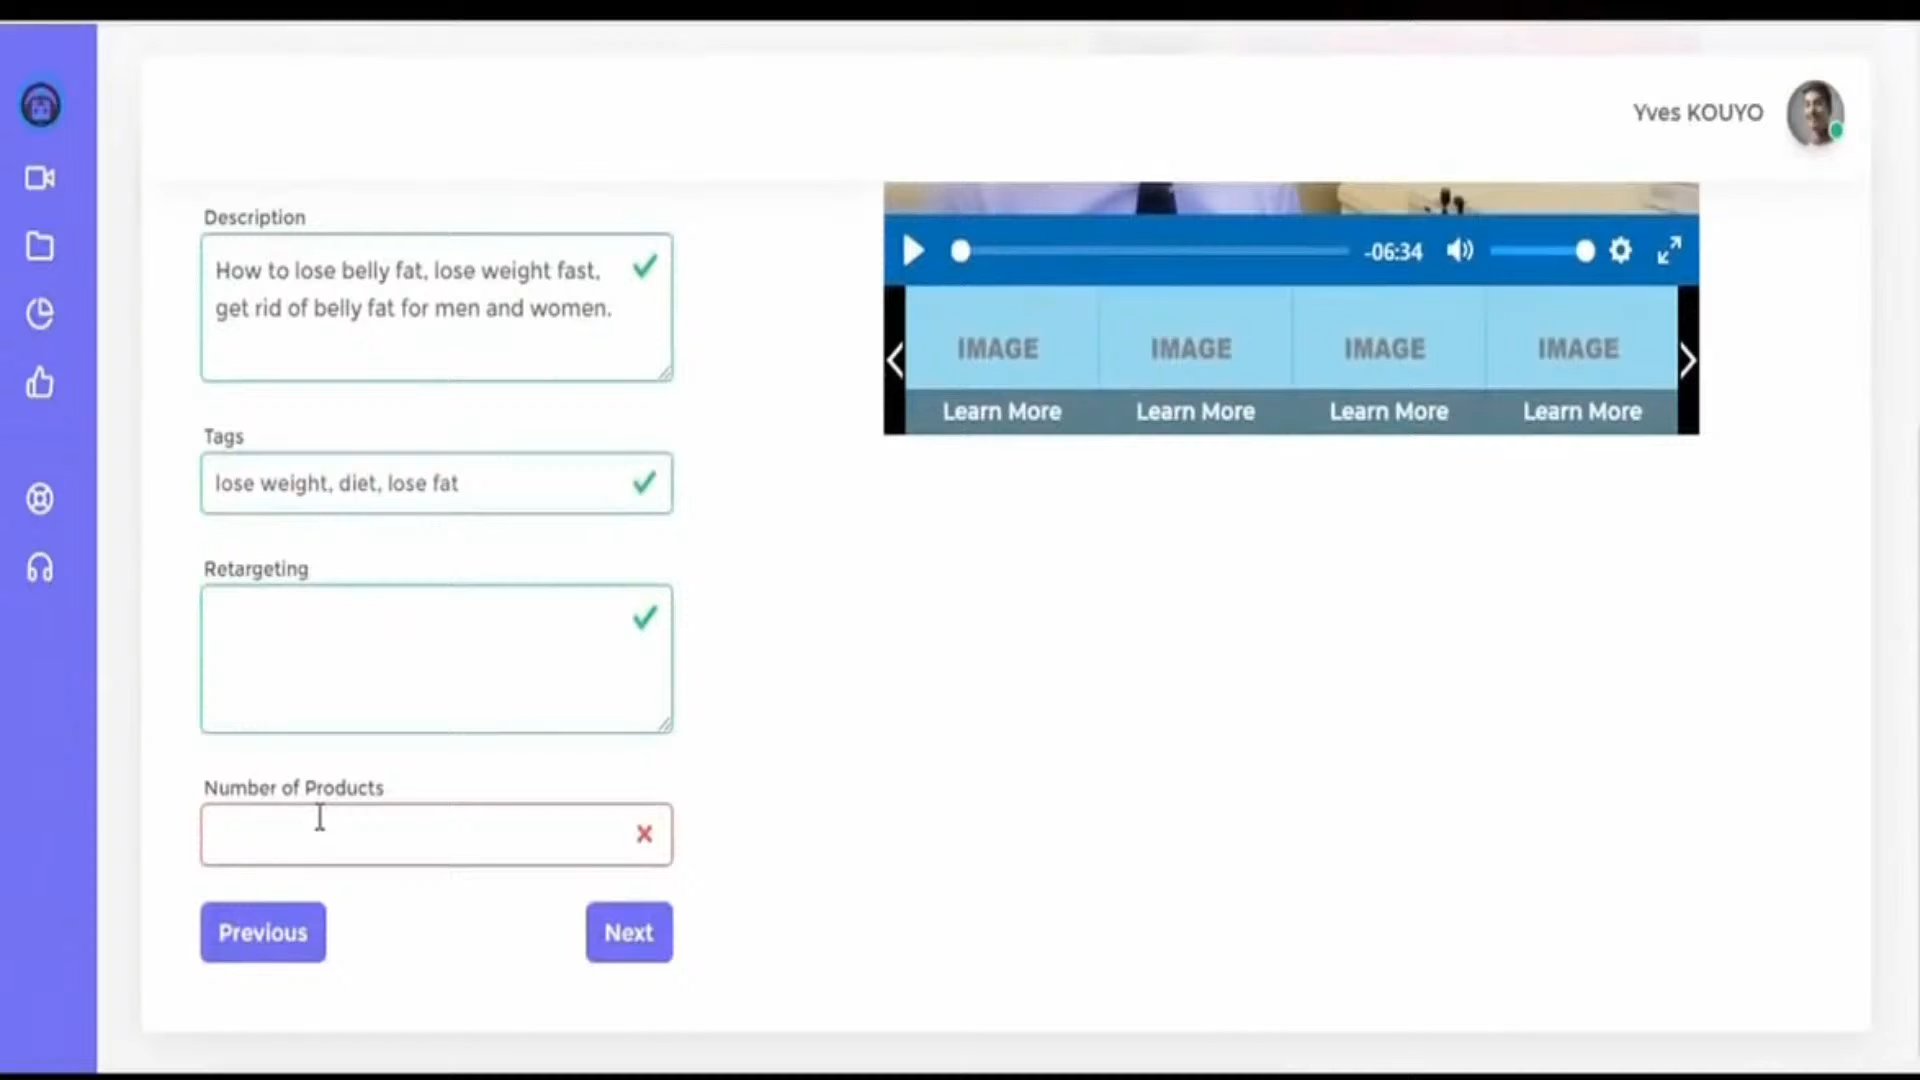 Yves KOUYO
Description
How to lose belly fat, lose weight fast,
get rid of belly fat for men and women.
Tags
lose weight, diet, lose fat
Retargeting
Number of Products
Previous
Next
-06:34
IMAGE IMAGE IMAGE IMAGE
Learn More Learn More Learn More Learn More